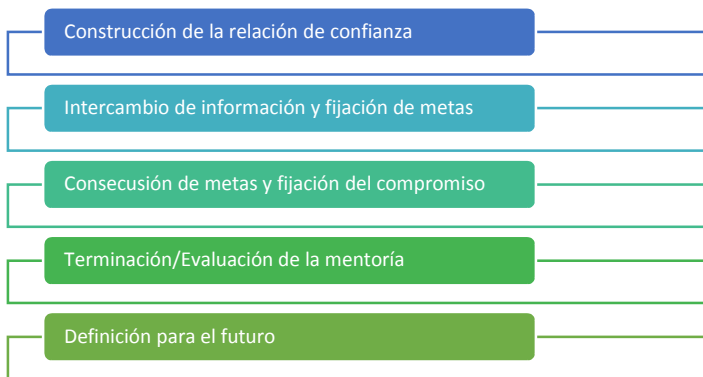 Construcción de la relación de confianza
Intercambio de información y fijación de metas
Consecusión de metas y fijación del compromiso
Terminación/Evaluación de la mentoría
Definición para el futuro